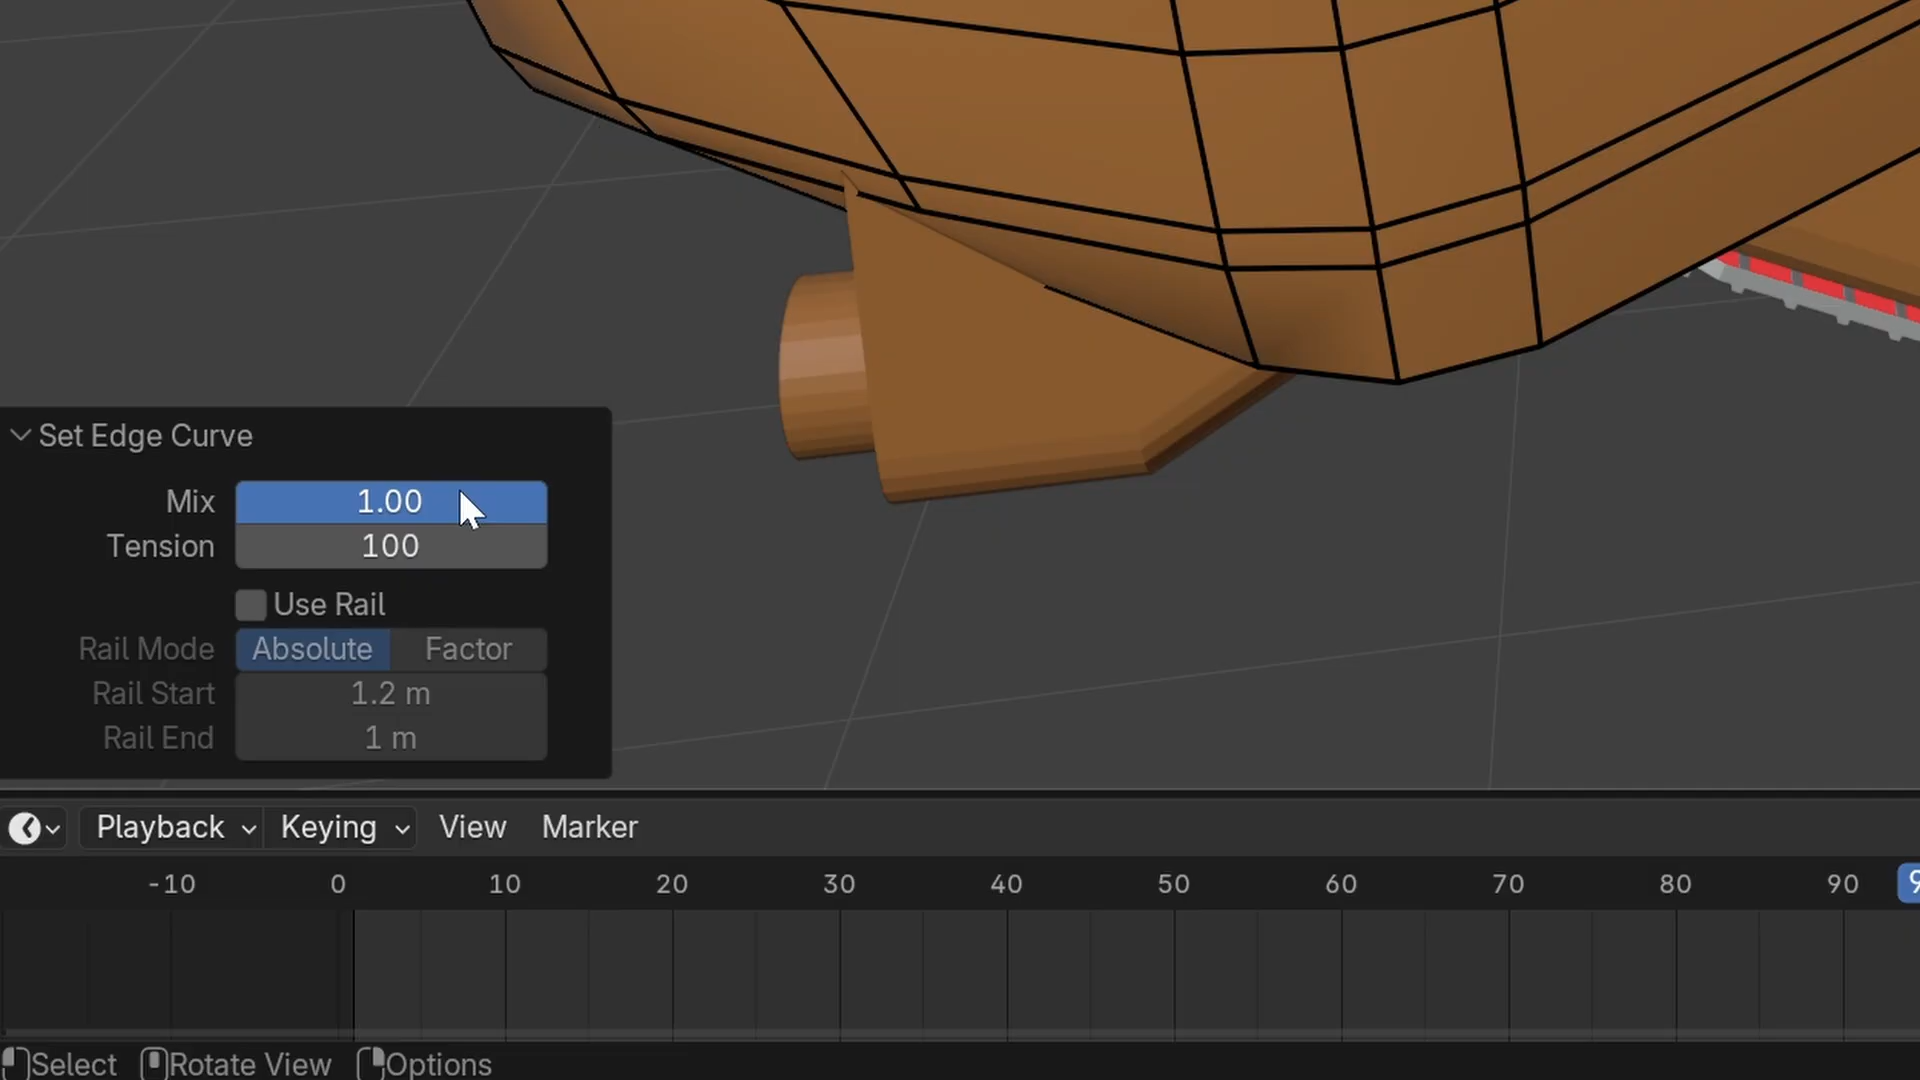 Set Edge Curve
Mix 1.00
Tension 100
Use Rail
Rail Mode Absolute Factor
Rail Start 1.2 m
Rail End 1 m
Playback Keying View Marker
-10 0 10 20 30 40 50 60 70 80 90
Select Rotate View Options